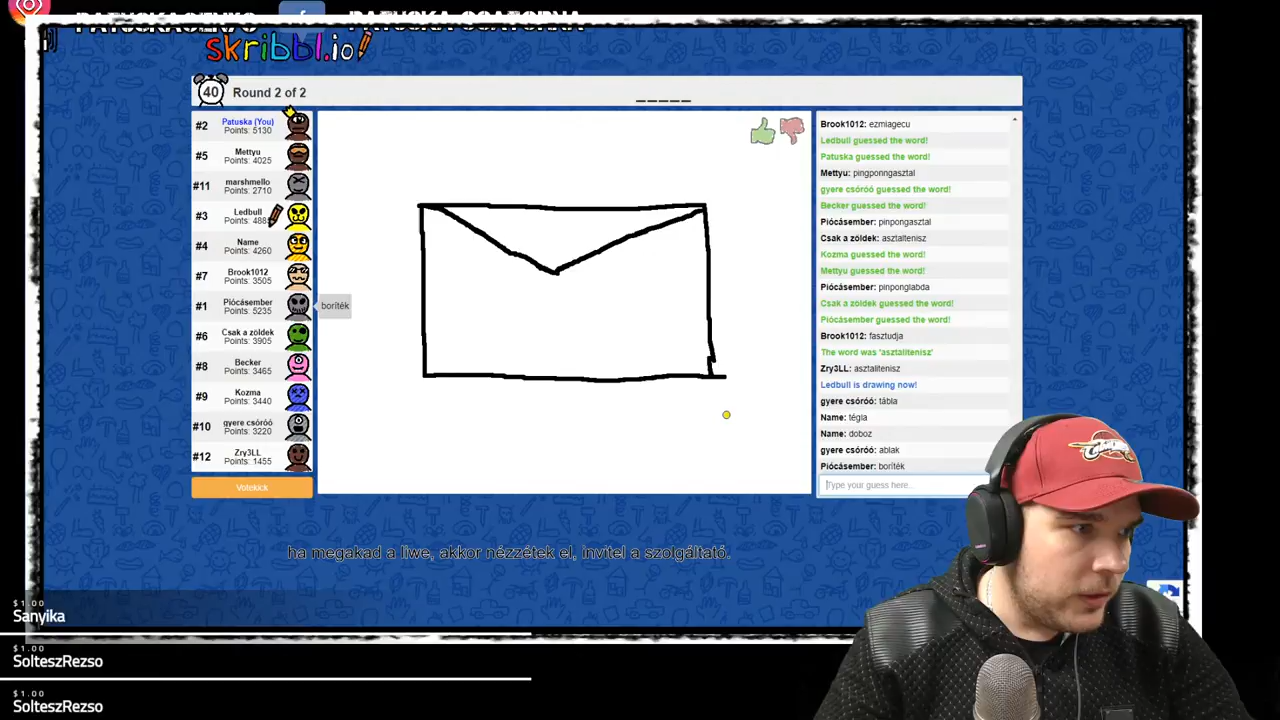 skribbl.io
40 Round 2 of 2
_ _ _ _ _
#2 Patuska (You)
Points: 5130
#5 Mettyu
Points: 4025
#11 marshmello
Points: 2710
#3 Ledbull
Points: 488
#4 Name
Points: 4260
#7 Brook1012
Points: 3505
#1 Piócásember
Points: 5235
boríték
#6 Csak a zöldek
Points: 3905
#8 Becker
Points: 3465
#9 Kozma
Points: 3440
#10 gyere csóróó
Points: 3220
#12 Zry3LL
Points: 1455
Votekick
Brook1012: ezmiagecu
Ledbull guessed the word!
Patuska guessed the word!
Mettyu: pingponngasztal
gyere csóróó guessed the word!
Becker guessed the word!
Piócásember: pinpongasztal
Csak a zöldek: asztaltenisz
Kozma guessed the word!
Mettyu guessed the word!
Piócásember: pinponglabda
Csak a zöldek guessed the word!
Piócásember guessed the word!
Brook1012: fasztudja
The word was 'asztalitenisz'
Zry3LL: asztalitenisz
Ledbull is drawing now!
gyere csóróó: tábla
Name: tégla
Name: doboz
gyere csóróó: ablak
Piócásember: boríték
Type your guess here...
ha megakad a liwe, akkor nézzétek el, invitel a szolgáltató.
$1.00
Sanyika
$1.00
SolteszRezso
$1.00
SolteszRezso